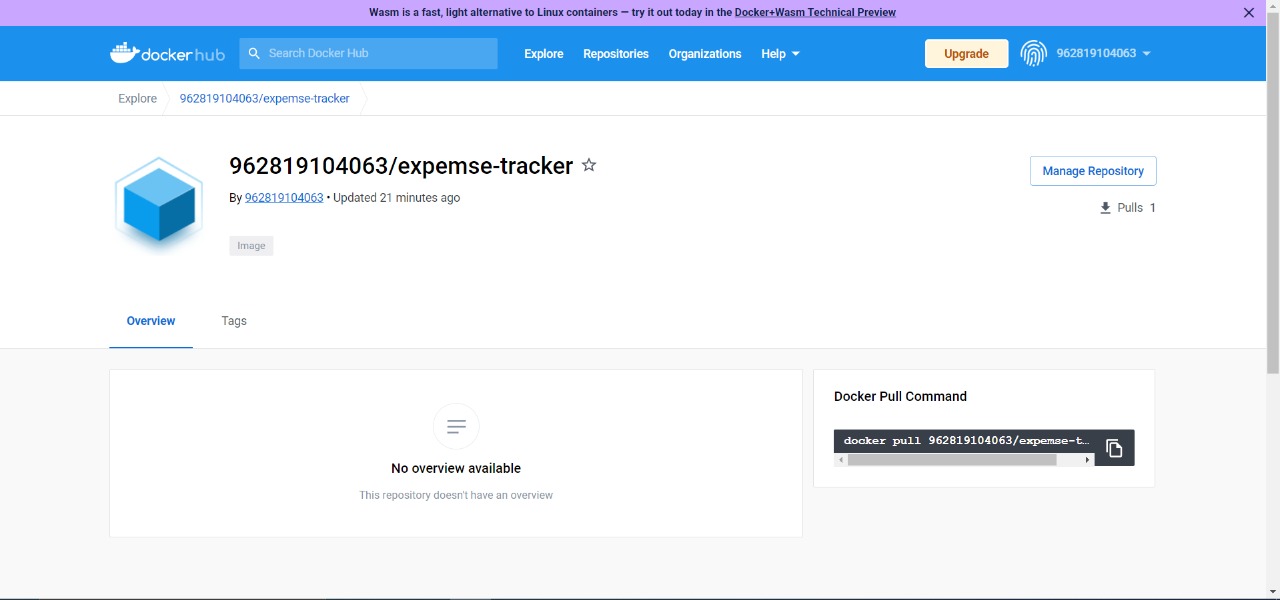 Wasm is a fast, light alternative to Linux containers — try it out today in the Docker+Wasm Technical Preview
docker hub Search Docker Hub Explore Repositories Organizations Help Upgrade 962819104063
Explore 962819104063/expemse-tracker
962819104063/expemse-tracker
By 962819104063 • Updated 21 minutes ago
Image
Manage Repository
Pulls 1
Overview Tags
No overview available
This repository doesn't have an overview
Docker Pull Command
docker pull 962819104063/expemse-t...